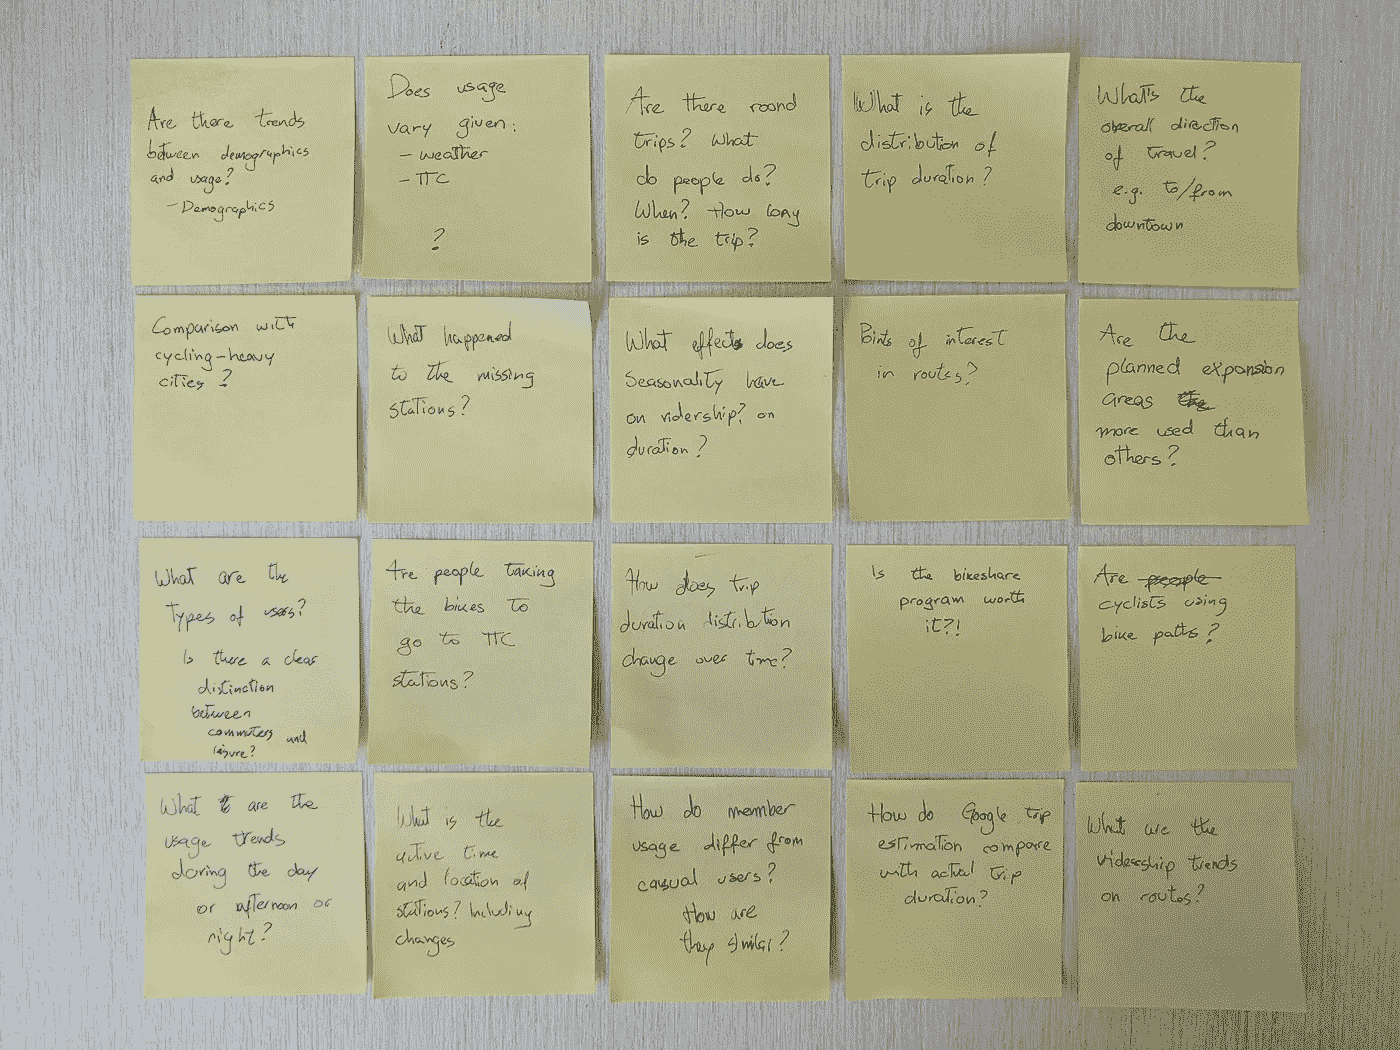 Are there trends
between demographics
and usage?
- Demographics
Does usage
vary given:
- weather
- TTC
?
Are there round
trips? What
do people do?
When? How long
is the trip?
What is the
distribution of
trip duration?
What's the
overall direction
of travel?
e.g. to/from
downtown
Comparison with
cycling-heavy
cities?
What happened
to the missing
stations?
What effects does
seasonality have
on ridership? on
duration?
Points of interest
in routes?
Are the
planned expansion
areas
more used than
others?
What are the
types of users?
Is there a clear
distinction
between
commuters and
leisure?
Are people taking
the bikes to
go to TTC
stations?
How does trip
duration distribution
change over time?
Is the bikeshare
program worth
it?!
Are people
cyclists using
bike paths?
What are the
usage trends
during the day
or afternoon or
night?
What is the
active time
and location of
stations? Including
changes
How do member
usage differ from
casual users?
How are
they similar?
How do Google trip
estimation compare
with actual trip
duration?
What are the
ridership trends
on routes?